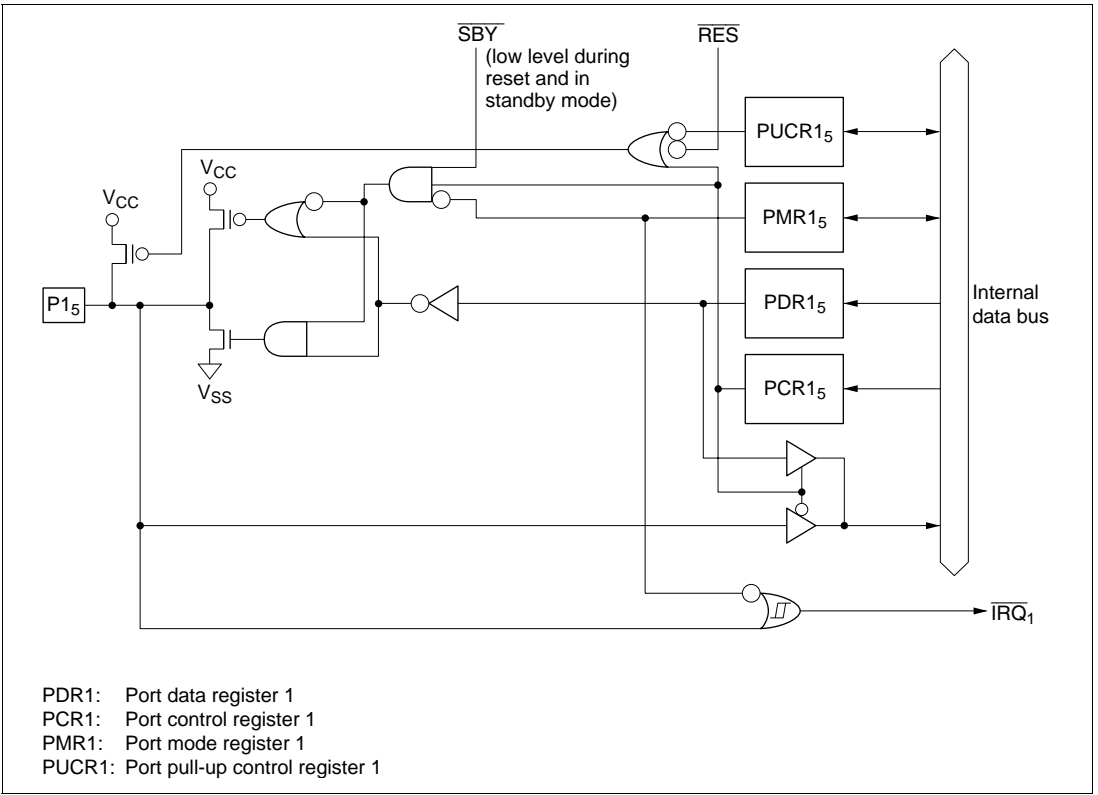 SBY
(low level during
reset and in
standby mode)
RES
PUCR1₅
VCC
VCC
PMR1₅
P1₅
PDR1₅
Internal
data bus
VSS
PCR1₅
IRQ₁
PDR1: Port data register 1
PCR1: Port control register 1
PMR1: Port mode register 1
PUCR1: Port pull-up control register 1